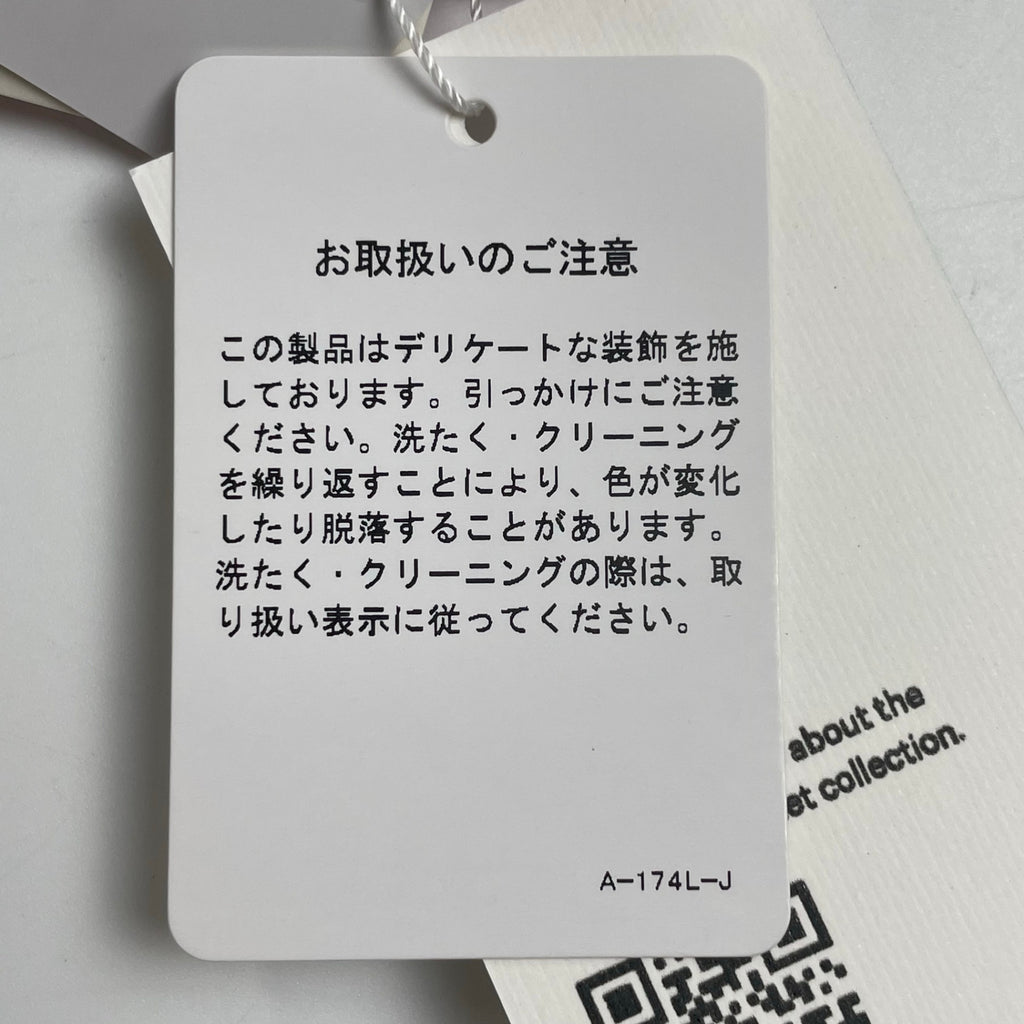 お取扱いのご注意
この製品はデリケートな装飾を施
しております。引っかけにご注意
ください。洗たく・クリーニング
を繰り返すことにより、色が変化
したり脱落することがあります。
洗たく・クリーニングの際は、取
り扱い表示に従ってください。
A-174L-J
about the
collection.